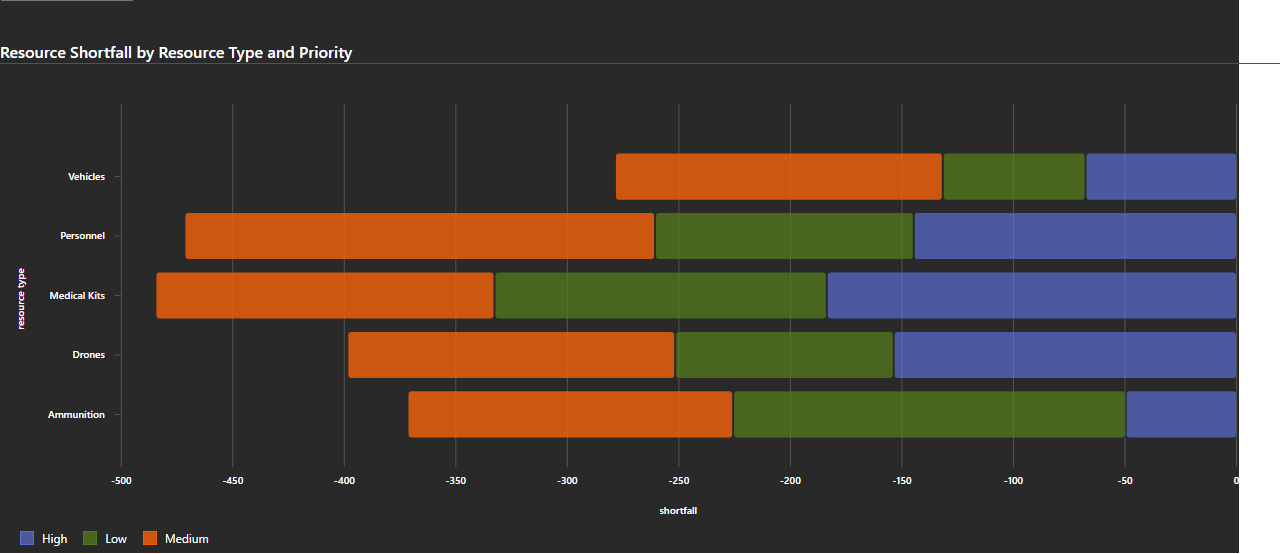 Resource Shortfall by Resource Type and Priority
Vehicles
Personnel
Medical Kits
Drones
Ammunition
resource type
-500 -450 -400 -350 -300 -250 -200 -150 -100 -50 0
shortfall
High Low Medium